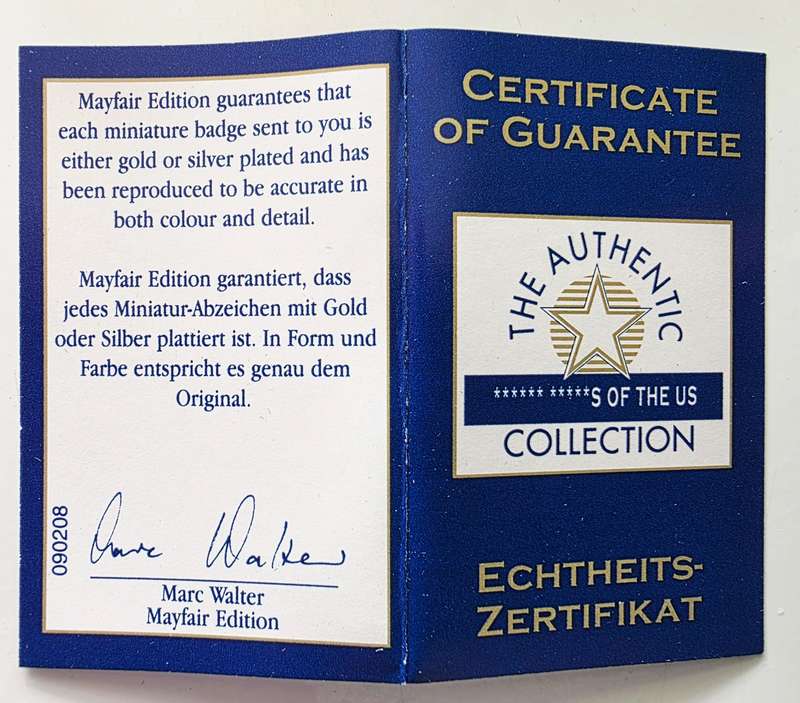 Mayfair Edition guarantees that
each miniature badge sent to you is
either gold or silver plated and has
been reproduced to be accurate in
both colour and detail.
Mayfair Edition garantiert, dass
jedes Miniatur-Abzeichen mit Gold
oder Silber plattiert ist. In Form und
Farbe entspricht es genau dem
Original.
090208
Marc Walter
Marc Walter
Mayfair Edition
CERTIFICATE
OF GUARANTEE
THE AUTHENTIC
****** *****S OF THE US
COLLECTION
ECHTHEITS-
ZERTIFIKAT